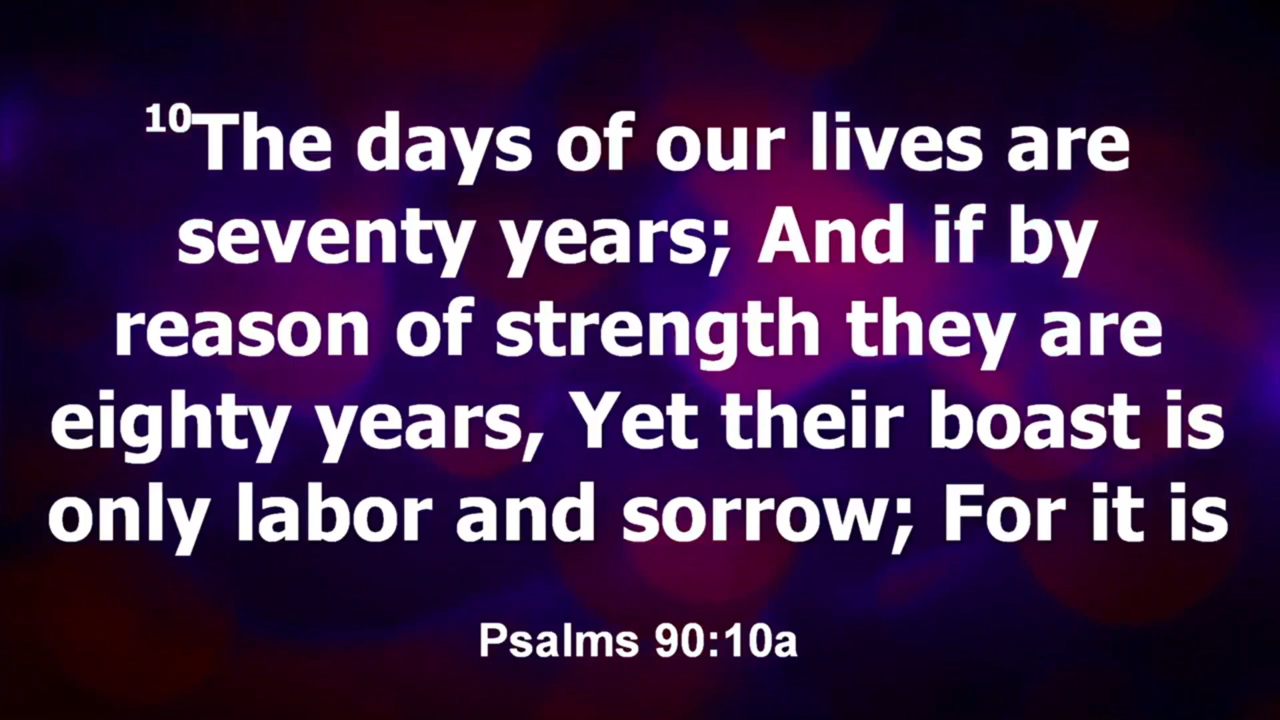 10The days of our lives are
seventy years; And if by
reason of strength they are
eighty years, Yet their boast is
only labor and sorrow; For it is
Psalms 90:10a